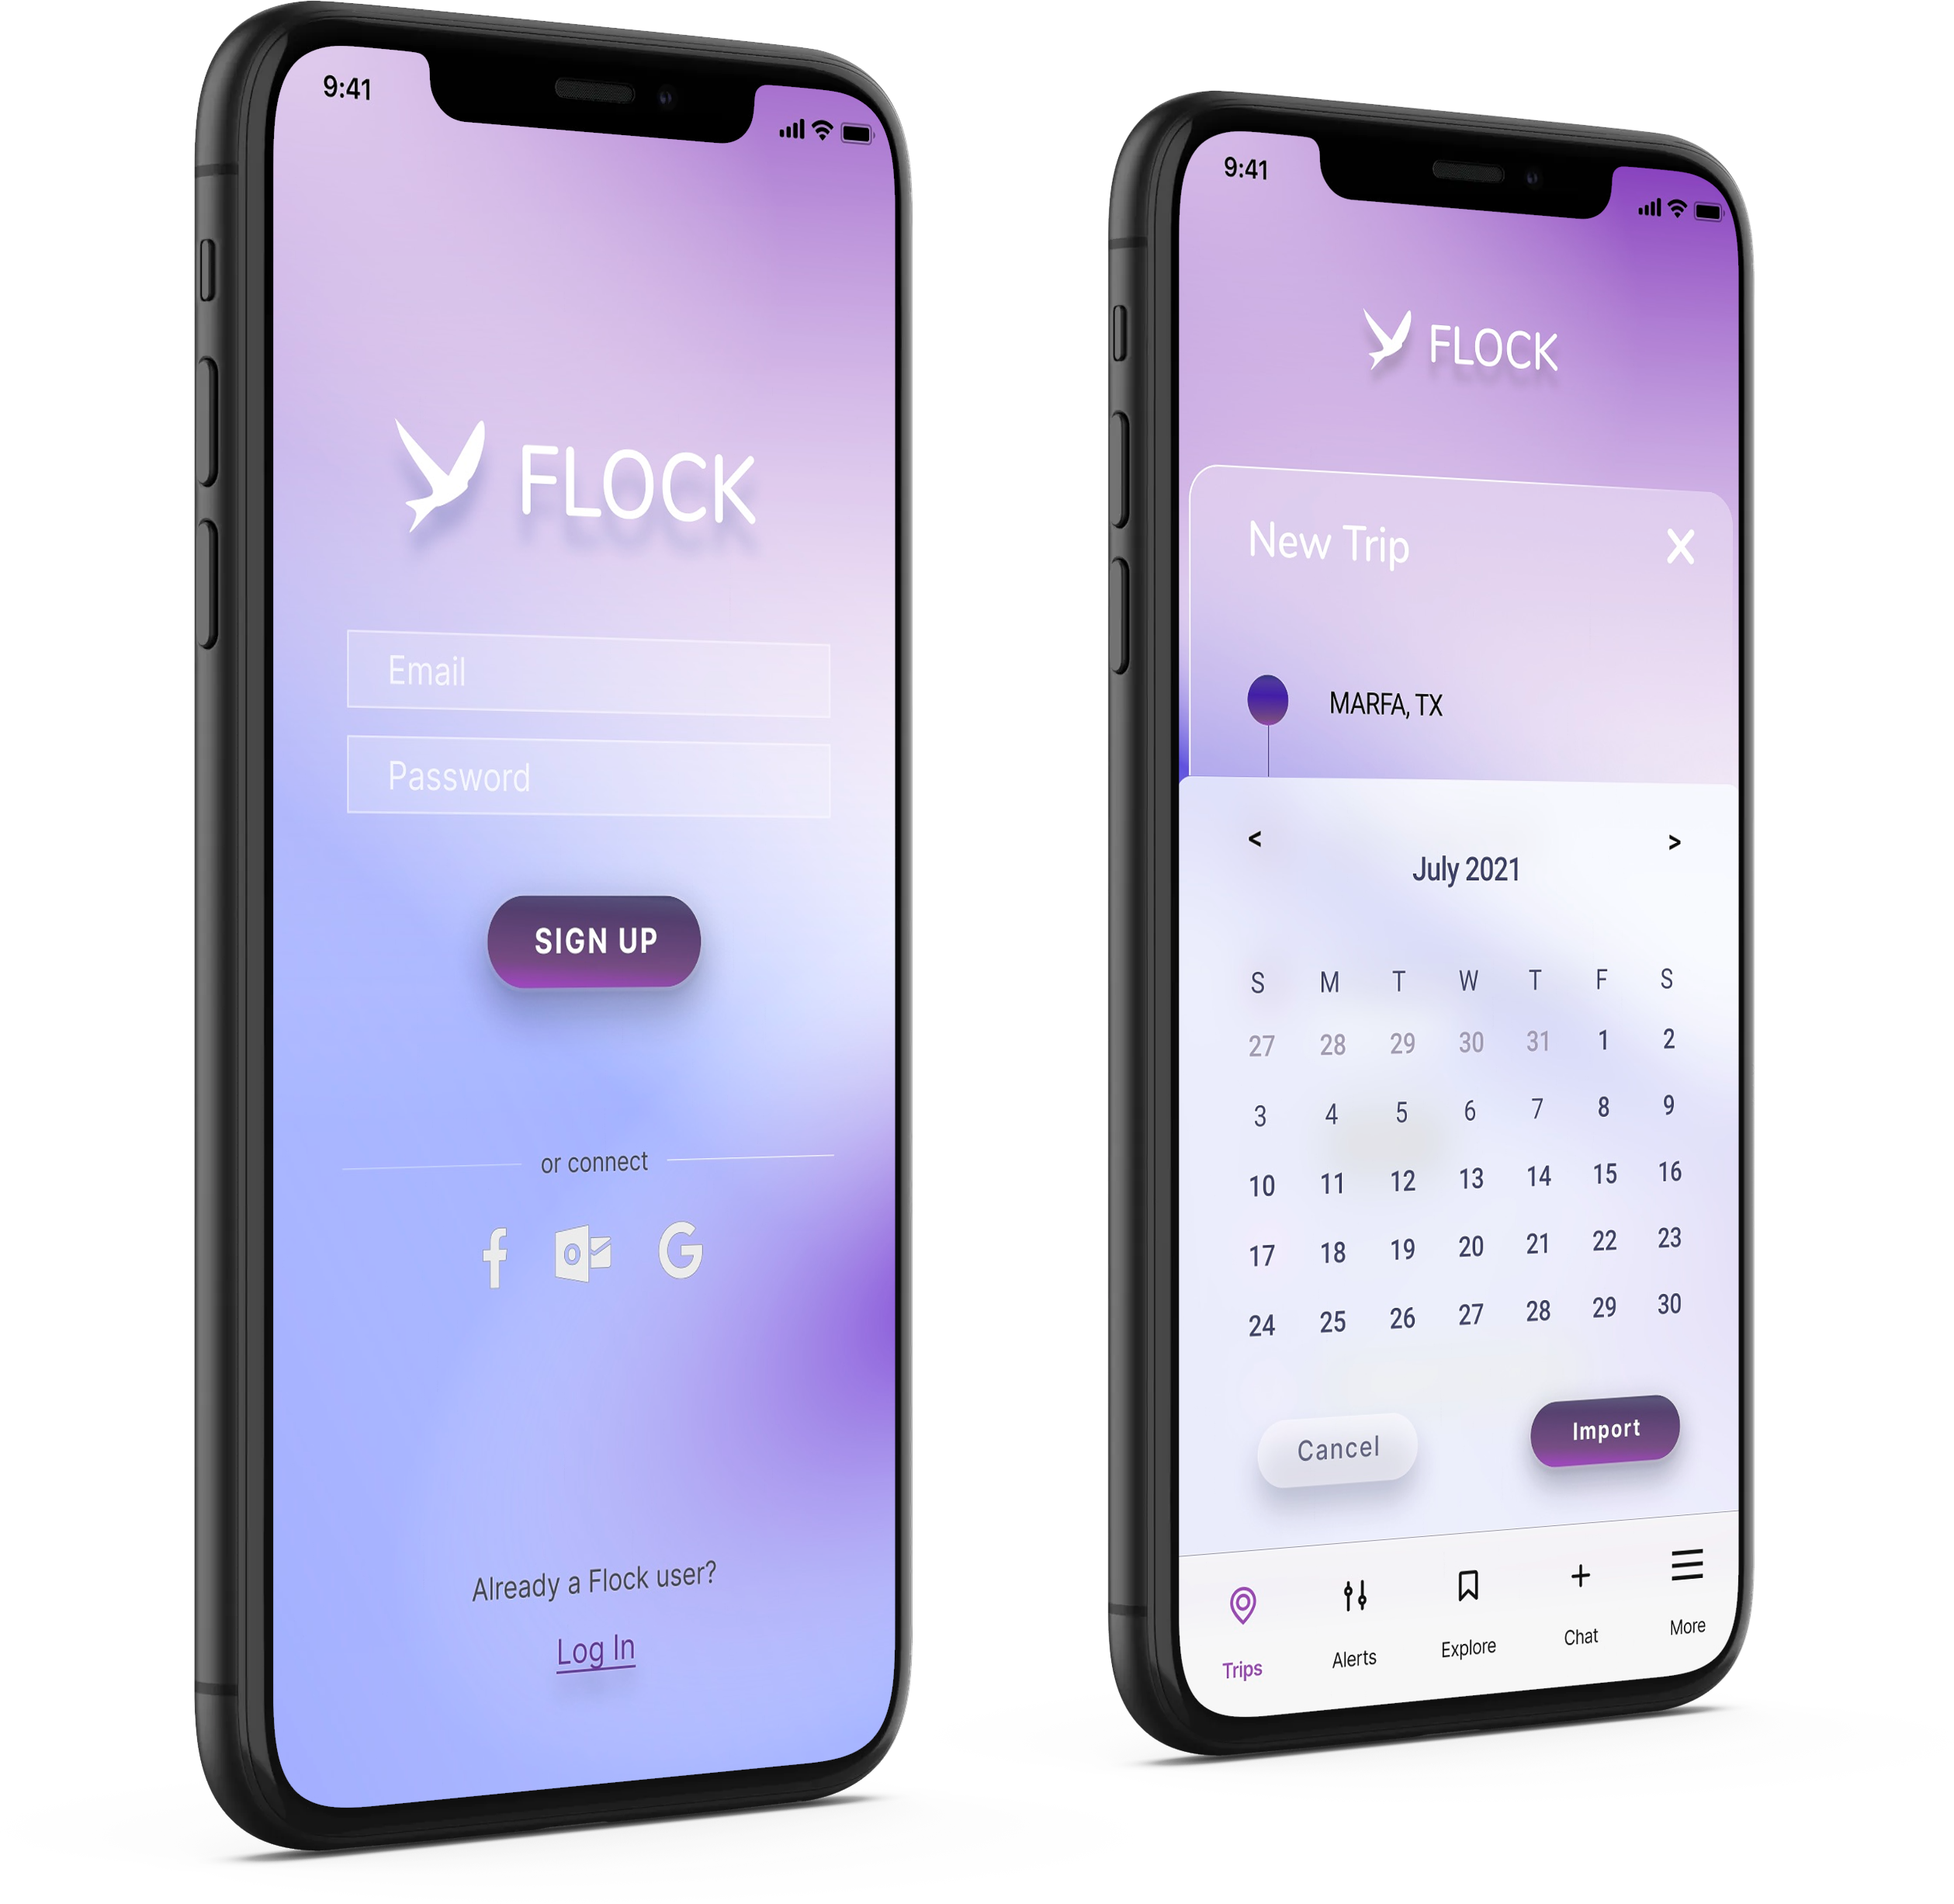 9:41
FLOCK
Email
Password
SIGN UP
or connect
Already a Flock user?
Log In
9:41
FLOCK
New Trip X
MARFA, TX
< >
July 2021
S M T W T F S
27 28 29 30 31 1 2
3 4 5 6 7 8 9
10 11 12 13 14 15 16
17 18 19 20 21 22 23
24 25 26 27 28 29 30
Cancel Import
Trips Alerts Explore Chat More